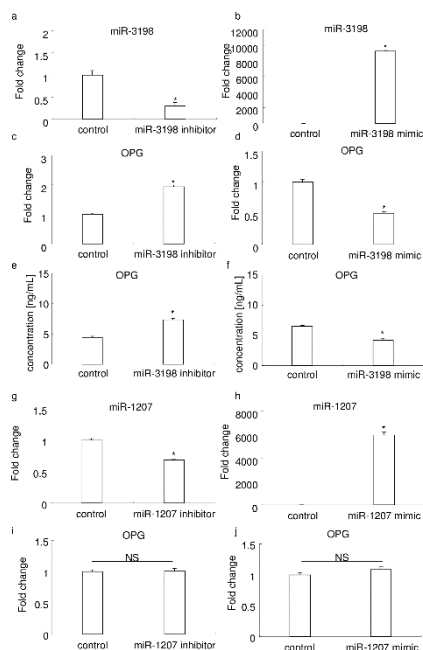 a
miR-3198
2
1.5
1
0.5
0
Fold change
*
control
miR-3198 inhibitor
b
miR-3198
12000
10000
8000
6000
4000
2000
0
Fold change
*
control
miR-3198 mimic
c
OPG
3
2
1
0
Fold change
*
control
miR-3198 inhibitor
d
OPG
1.5
1
0.5
0
Fold change
*
control
miR-3198 mimic
e
OPG
15
10
5
0
concentration [ng/mL]
*
control
miR-3198 inhibitor
f
OPG
15
10
5
0
concentration [ng/mL]
*
control
miR-3198 mimic
g
miR-1207
1.5
1
0.5
0
Fold change
*
control
miR-1207 inhibitor
h
miR-1207
8000
6000
4000
2000
0
Fold change
*
control
miR-1207 mimic
i
OPG
1.5
1
0.5
0
Fold change
NS
control
miR-1207 inhibitor
j
OPG
1.5
1
0.5
0
Fold change
NS
control
miR-1207 mimic